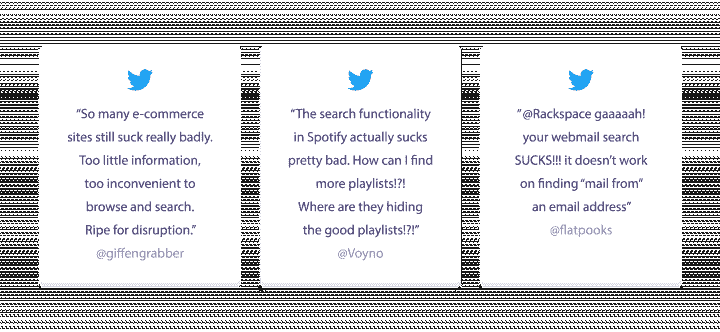 “So many e-commerce
sites still suck really badly.
Too little information,
too inconvenient to
browse and search.
Ripe for disruption.”
@giffengrabber
“The search functionality
in Spotify actually sucks
pretty bad. How can I find
more playlists!?!
Where are they hiding
the good playlists!?!”
@Voyno
”@Rackspace gaaaaah!
your webmail search
SUCKS!!! it doesn’t work
on finding “mail from”
an email address”
@flatpooks